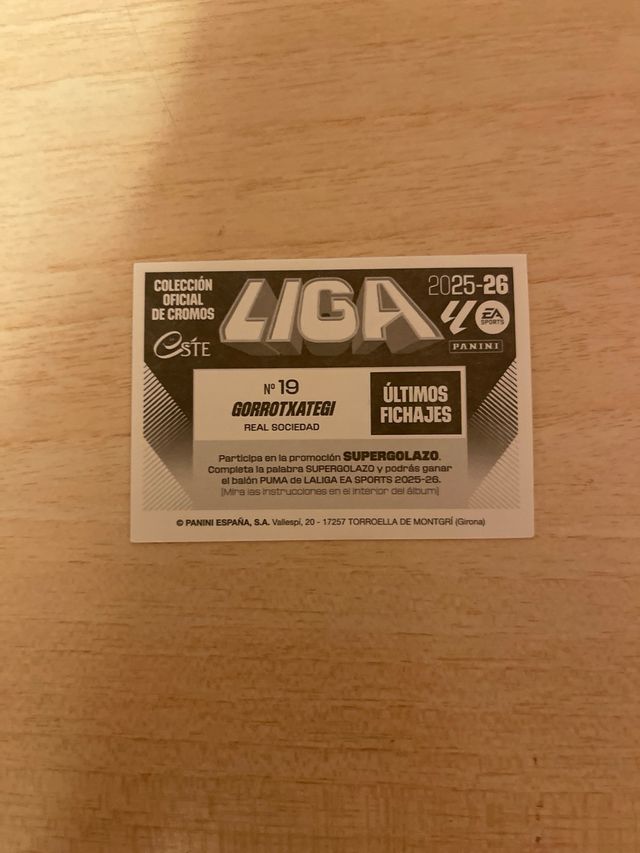 COLECCIÓN
OFICIAL
DE CROMOS
ESTE
LIGA
2025-26
EA
SPORTS
PANINI
Nº 19
GORROTXATEGI
REAL SOCIEDAD
ÚLTIMOS
FICHAJES
Participa en la promoción SUPERGOLAZO.
Completa la palabra SUPERGOLAZO y podrás ganar
el balón PUMA de LALIGA EA SPORTS 2025-26.
(Mira las instrucciones en el interior del álbum)
© PANINI ESPAÑA, S.A. Vallespí, 20 - 17257 TORROELLA DE MONTGRÍ (Girona)